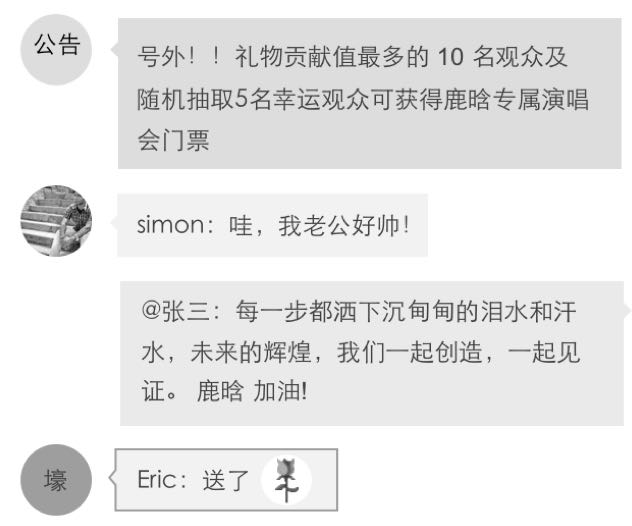 公告
号外！！礼物贡献值最多的 10 名观众及
随机抽取5名幸运观众可获得鹿晗专属演唱
会门票
simon：哇，我老公好帅！
@张三：每一步都洒下沉甸甸的泪水和汗
水，未来的辉煌，我们一起创造，一起见
证。 鹿晗 加油!
壕
Eric：送了